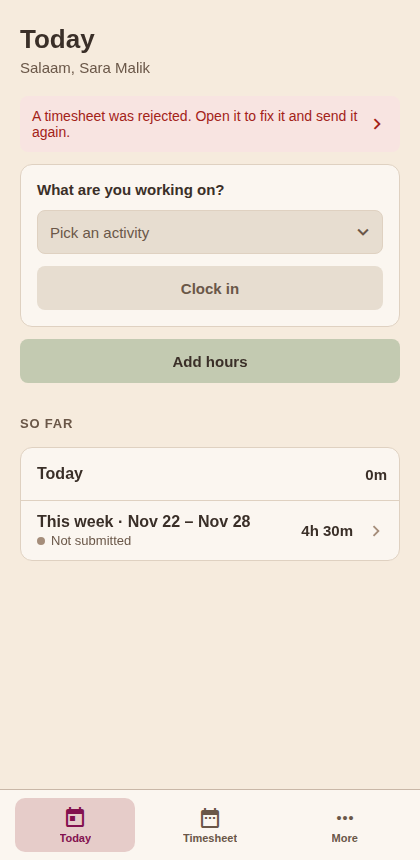 Today
Salaam, Sara Malik
A timesheet was rejected. Open it to fix it and send it
again.
What are you working on?
Pick an activity
Clock in
Add hours
SO FAR
Today 0m
This week · Nov 22 – Nov 28
Not submitted
4h 30m
Today
Timesheet
More